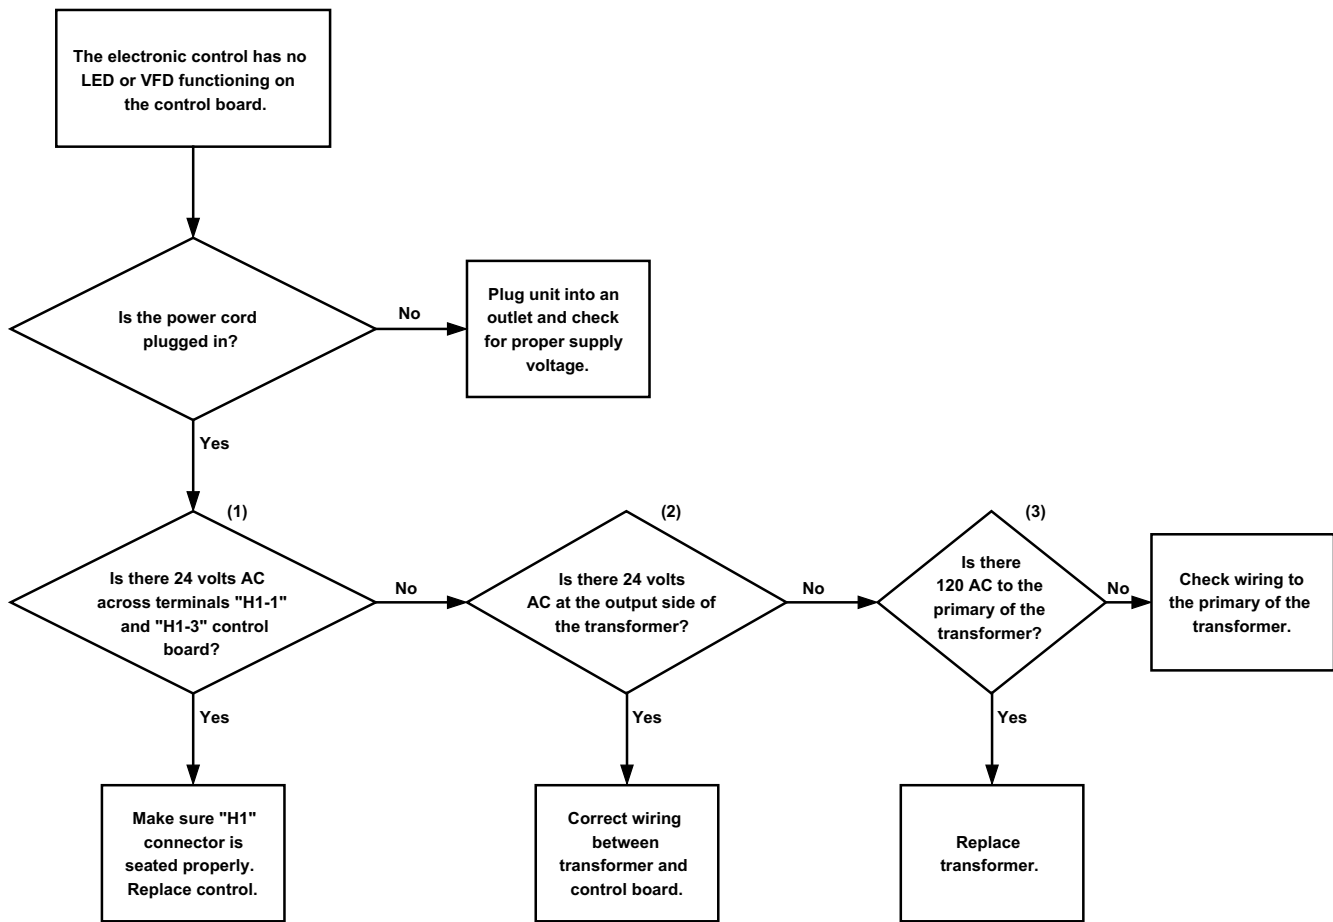 The electronic control has no
LED or VFD functioning on
the control board.
Is the power cord
plugged in?
No
Plug unit into an
outlet and check
for proper supply
voltage.
Yes
(1)
Is there 24 volts AC
across terminals "H1-1"
and "H1-3" control
board?
No
(2)
Is there 24 volts
AC at the output side of
the transformer?
No
(3)
Is there
120 AC to the
primary of the
transformer?
No
Check wiring to
the primary of the
transformer.
Yes
Yes
Yes
Make sure "H1"
connector is
seated properly.
Replace control.
Correct wiring
between
transformer and
control board.
Replace
transformer.